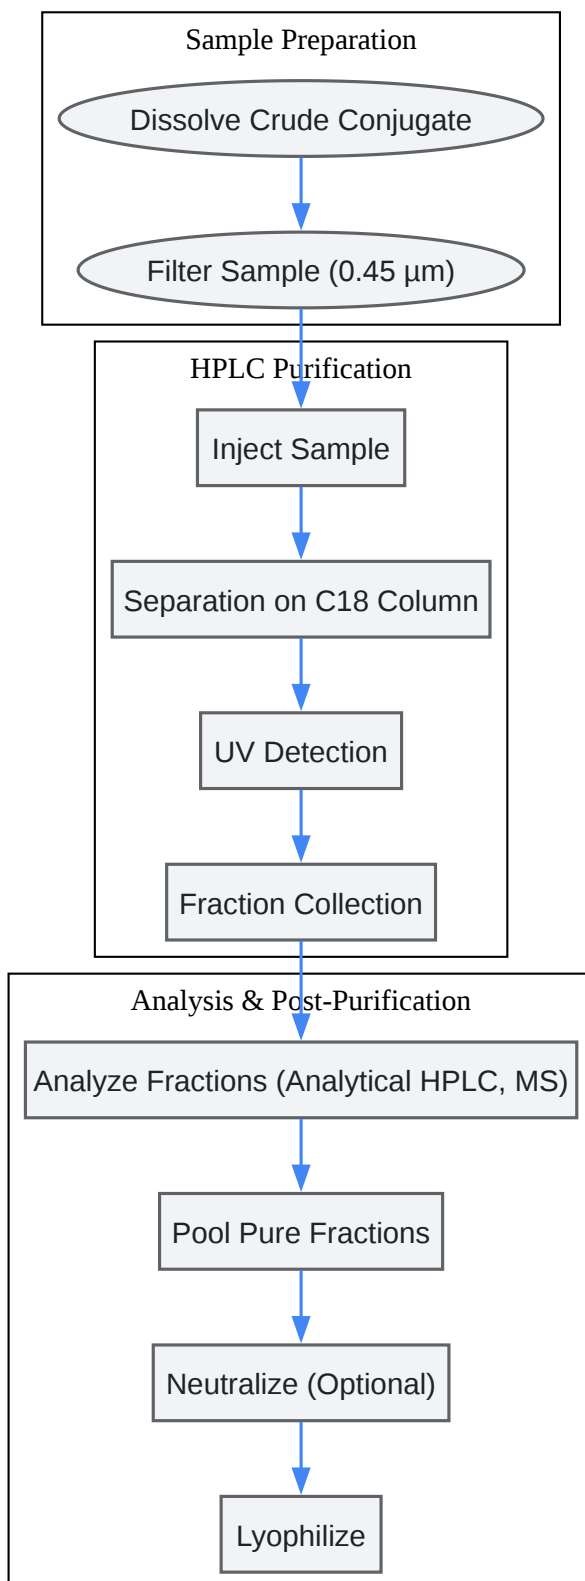 Sample Preparation
Dissolve Crude Conjugate
Filter Sample (0.45 µm)
HPLC Purification
Inject Sample
Separation on C18 Column
UV Detection
Fraction Collection
Analysis & Post-Purification
Analyze Fractions (Analytical HPLC, MS)
Pool Pure Fractions
Neutralize (Optional)
Lyophilize